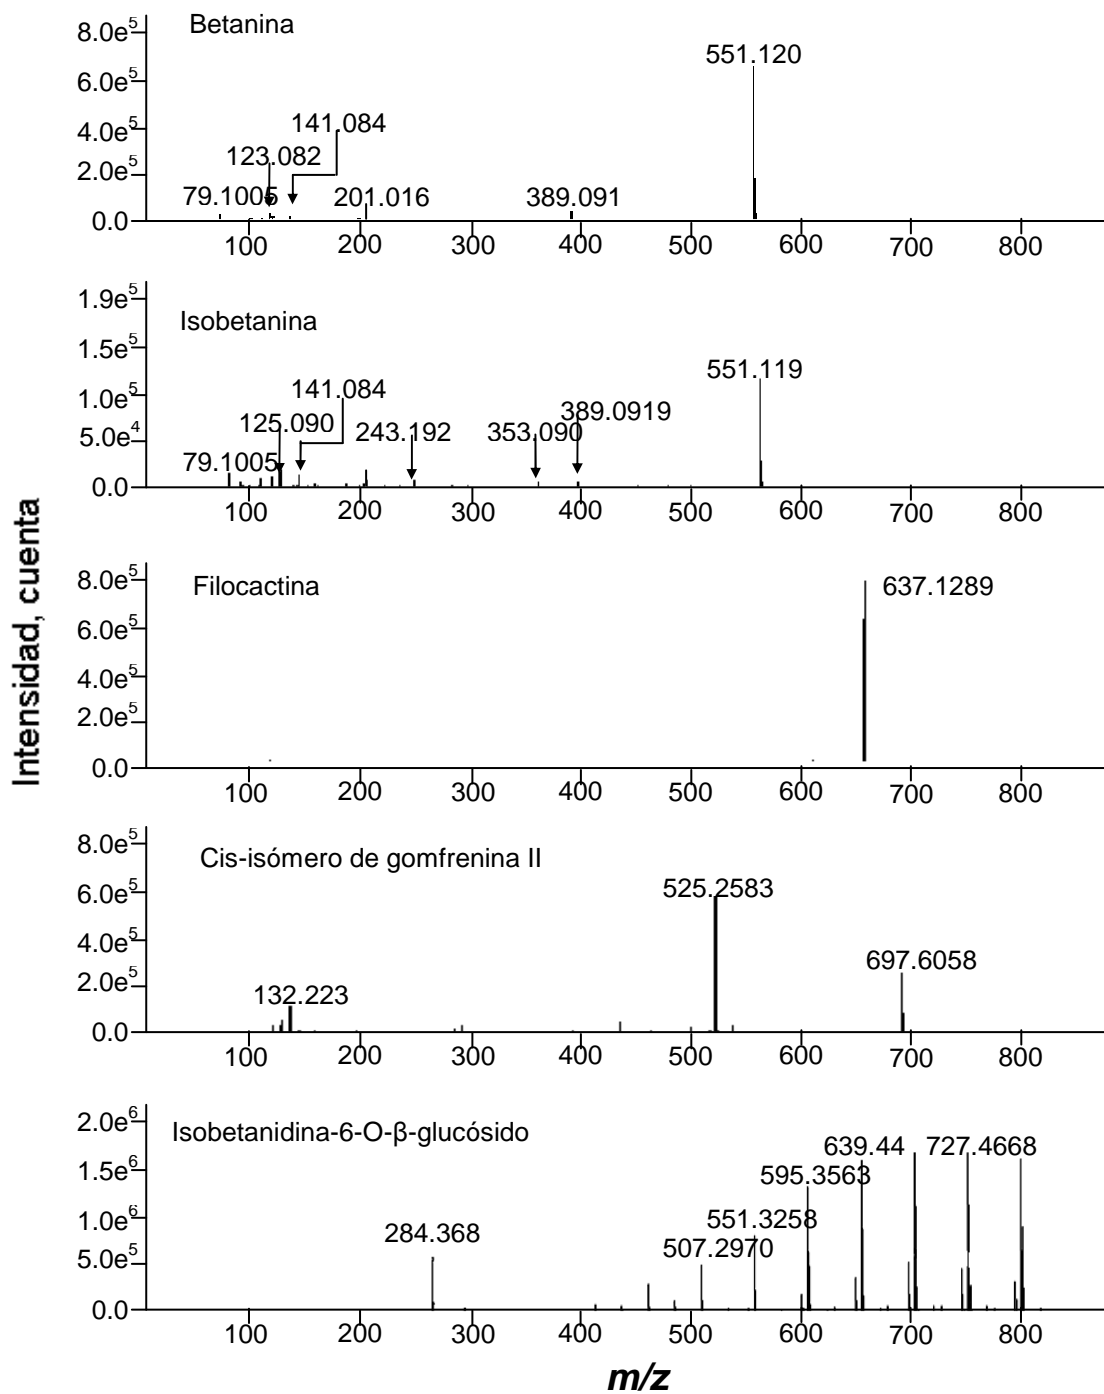 Intensidad, cuenta
8.0e5
Betanina
551.120
6.0e5
4.0e5
141.084
123.082
2.0e5
79.1005
201.016
389.091
0.0
100 200 300 400 500 600 700 800
1.9e5
Isobetanina
1.5e5
551.119
1.0e5
141.084
389.0919
125.090
243.192
353.090
5.0e4
79.1005
0.0
100 200 300 400 500 600 700 800
8.0e5
Filocactina
637.1289
6.0e5
4.0e5
2.0e5
0.0
100 200 300 400 500 600 700 800
8.0e5
Cis-isómero de gomfrenina II
6.0e5
525.2583
4.0e5
697.6058
2.0e5
132.223
0.0
100 200 300 400 500 600 700 800
2.0e6
Isobetanidina-6-O-β-glucósido
639.44 727.4668
1.5e6
595.3563
1.0e6
551.3258
284.368
507.2970
5.0e5
0.0
100 200 300 400 500 600 700 800
m/z